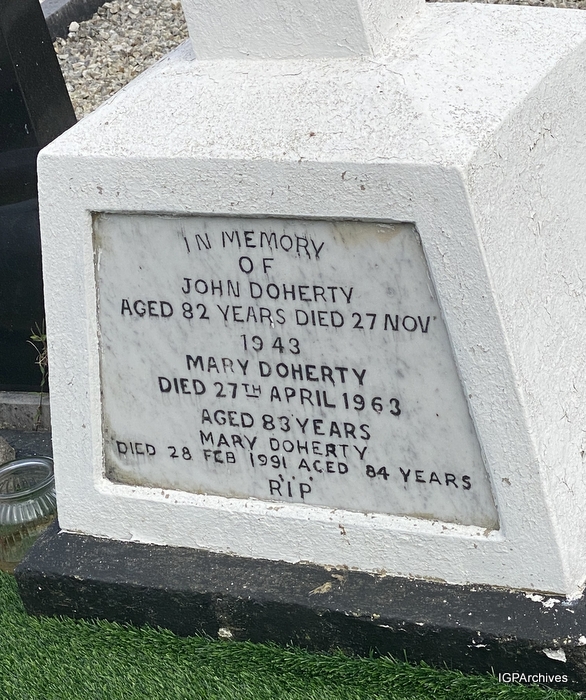 IN MEMORY
OF
JOHN DOHERTY
AGED 82 YEARS DIED 27 NOV'
1943
MARY DOHERTY
DIED 27TH APRIL 1963
AGED 83 YEARS
MARY DOHERTY
DIED 28 FEB 1991 AGED 84 YEARS
RIP
IGPArchives